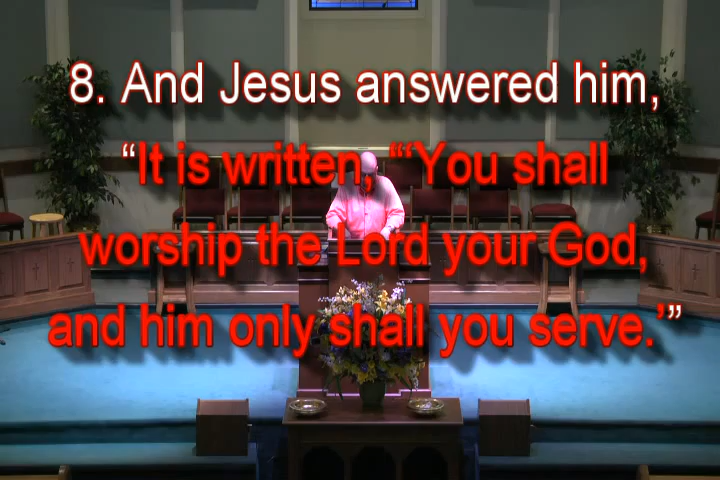 8. And Jesus answered him,
“It is written, “‘You shall
worship the Lord your God,
and him only shall you serve.’”